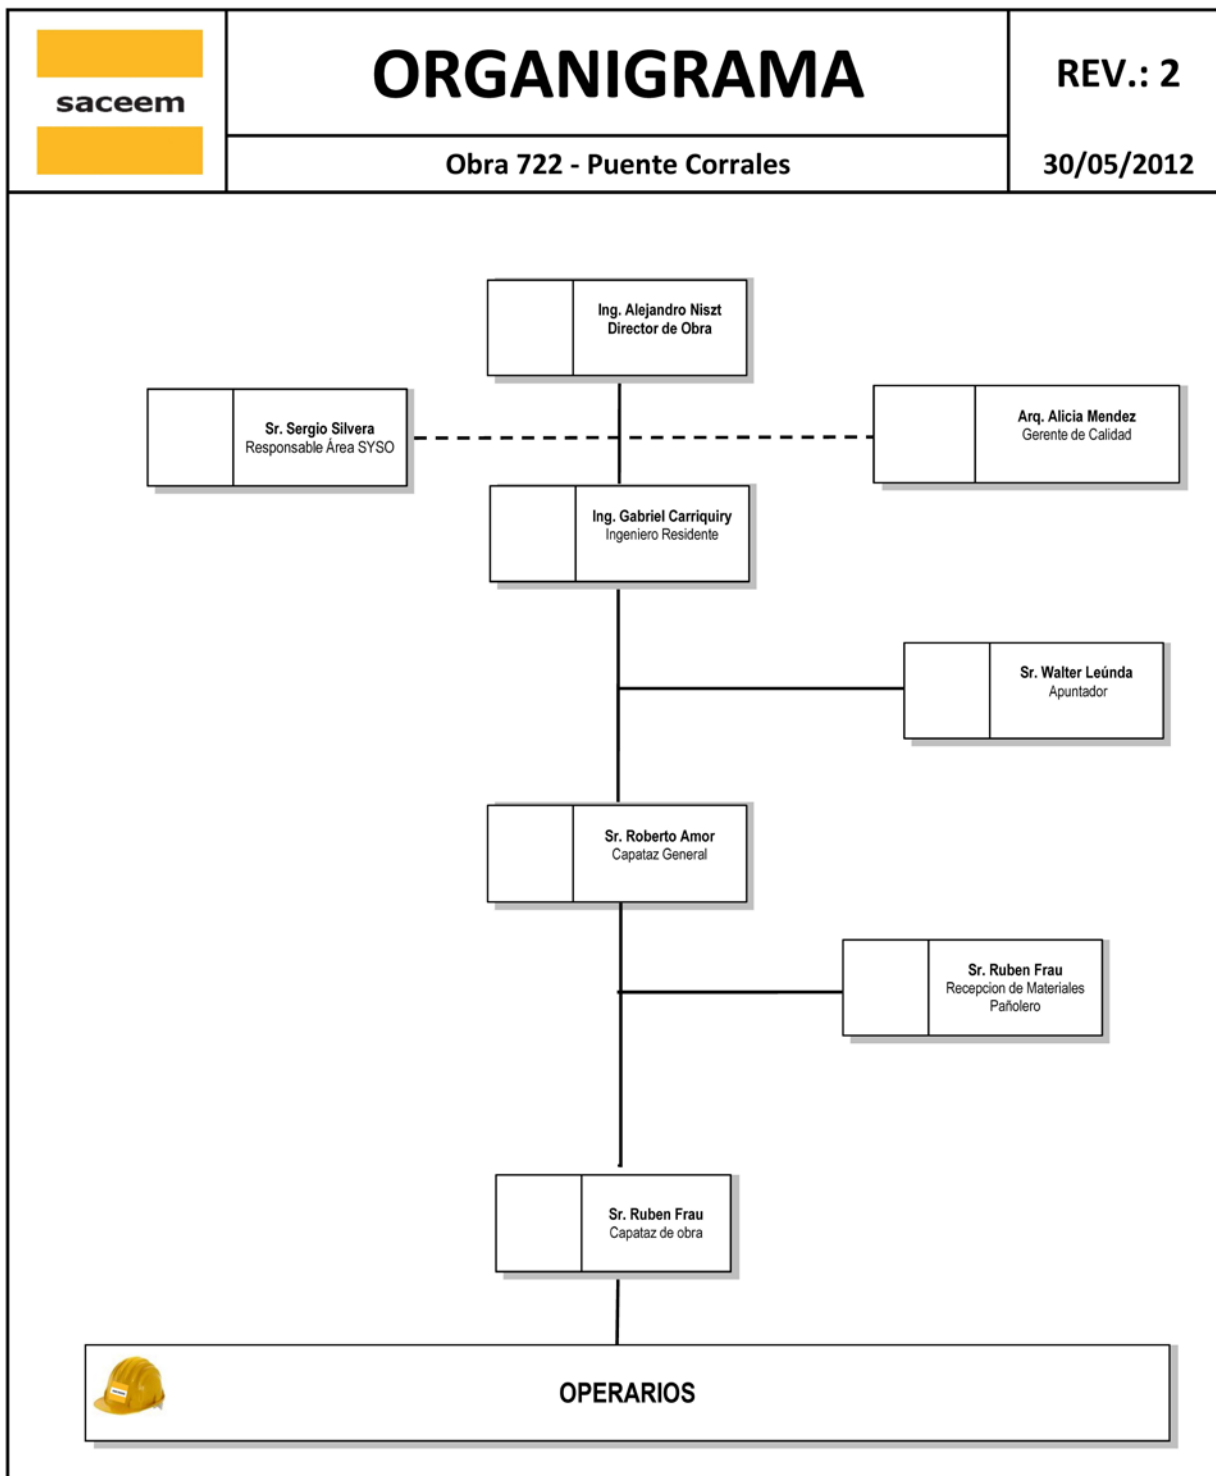 saceem
ORGANIGRAMA
REV.: 2
Obra 722 - Puente Corrales
30/05/2012
Ing. Alejandro Niszt
Director de Obra
Sr. Sergio Silvera
Responsable Área SYSO
Arq. Alicia Mendez
Gerente de Calidad
Ing. Gabriel Carriquiry
Ingeniero Residente
Sr. Walter Leúnda
Apuntador
Sr. Roberto Amor
Capataz General
Sr. Ruben Frau
Recepcion de Materiales
Pañolero
Sr. Ruben Frau
Capataz de obra
OPERARIOS